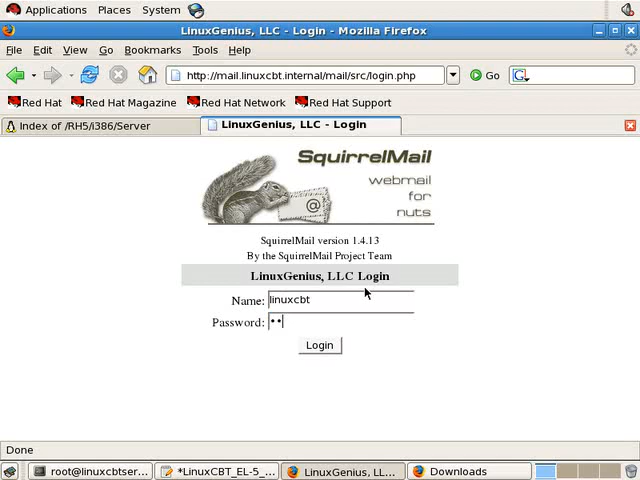 Applications Places System
LinuxGenius, LLC - Login - Mozilla Firefox
File Edit View Go Bookmarks Tools Help
http://mail.linuxcbt.internal/mail/src/login.php Go G
Red Hat Red Hat Magazine Red Hat Network Red Hat Support
Index of /RH5/i386/Server LinuxGenius, LLC - Login
SquirrelMail
webmail
for
nuts
@
SquirrelMail version 1.4.13
By the SquirrelMail Project Team
LinuxGenius, LLC Login
Name: linuxcbt
Password: ••
Login
Done
root@linuxcbtser... *LinuxCBT_EL-5_... LinuxGenius, LL... Downloads